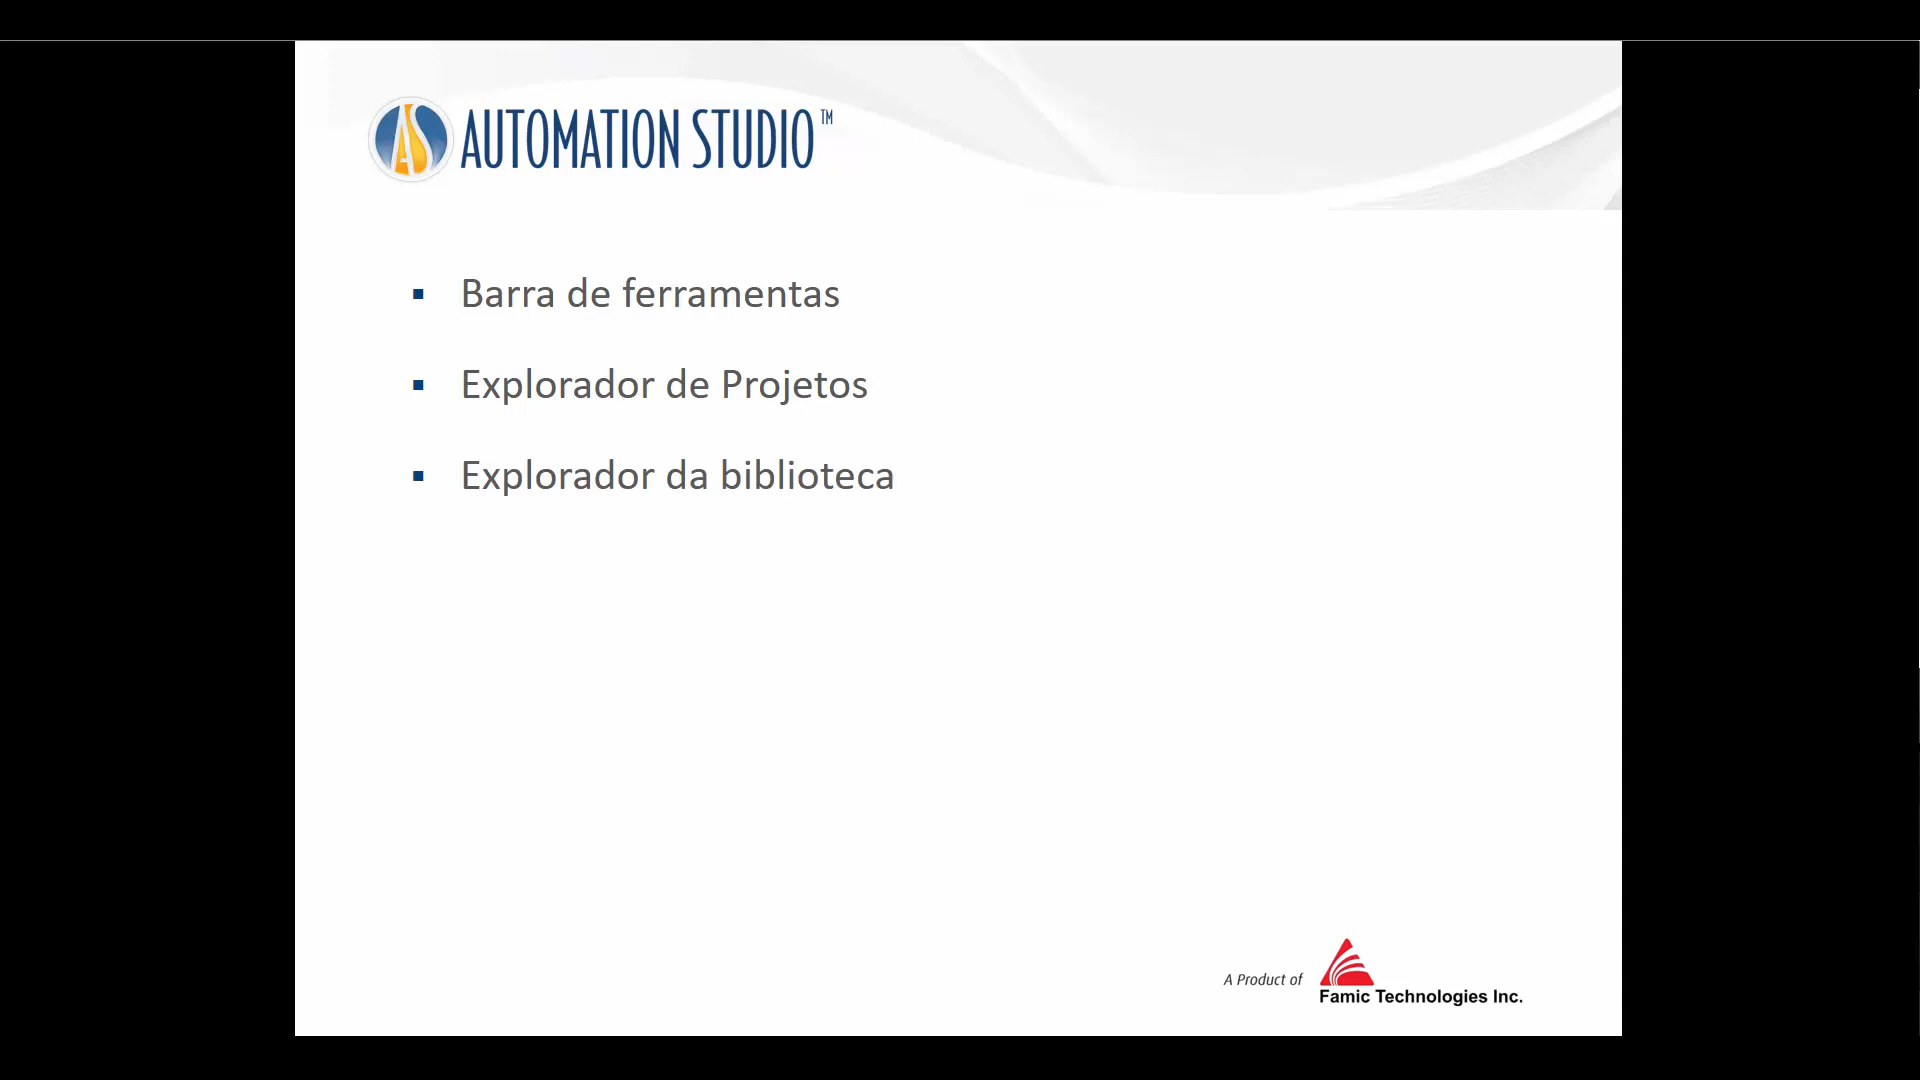 AUTOMATION STUDIO™
▪ Barra de ferramentas
▪ Explorador de Projetos
▪ Explorador da biblioteca
A Product of
Famic Technologies Inc.